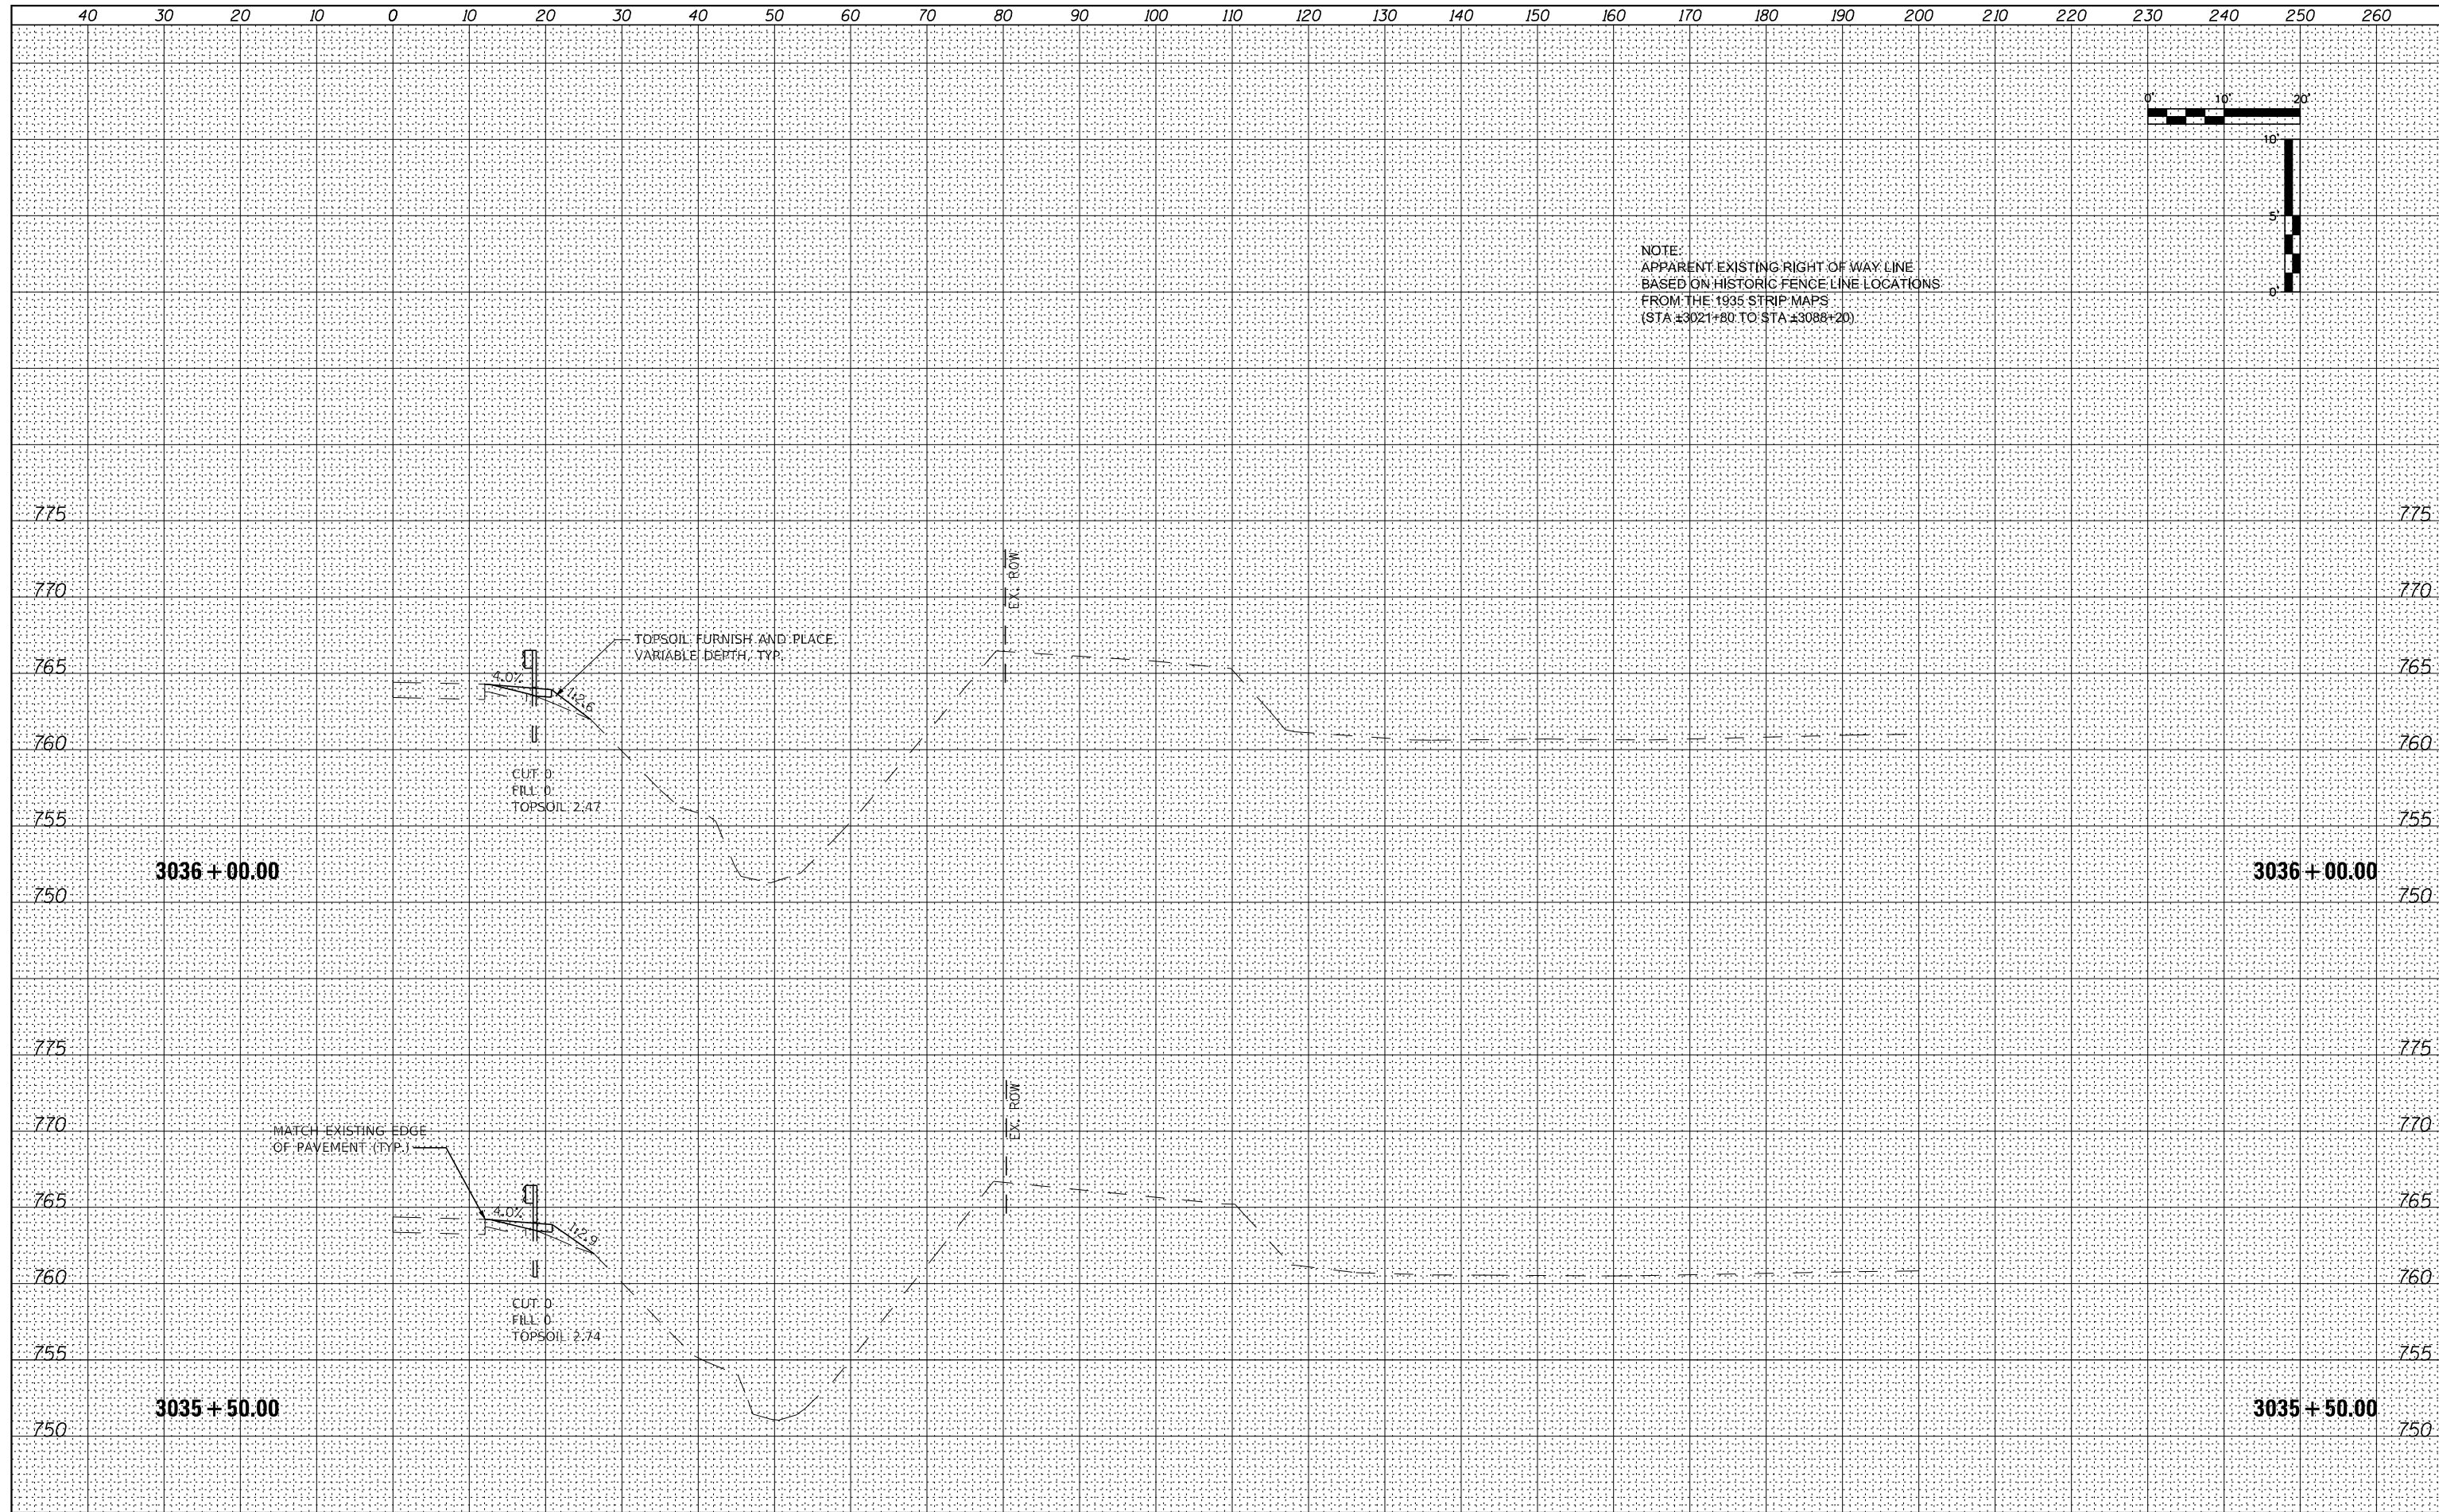 40 30 20 10 0 10 20 30 40 50 60 70 80 90 100 110 120 130 140 150 160 170 180 190 200 210 220 230 240 250 260
0' 10' 20'
10'
5'
0'
NOTE:
APPARENT EXISTING RIGHT OF WAY LINE
BASED ON HISTORIC FENCE LINE LOCATIONS
FROM THE 1935 STRIP MAPS
(STA ±3021+80 TO STA ±3088+20)
775 775
770 770
EX. ROW
TOPSOIL FURNISH AND PLACE,
VARIABLE DEPTH, TYP.
765 765
4.0%
1:2.6
760 760
CUT 0
FILL 0
TOPSOIL 2.47
755 755
3036 + 00.00 3036 + 00.00
750 750
775 775
EX. ROW
770 770
MATCH EXISTING EDGE
OF PAVEMENT (TYP.)
765 765
4.0%
1:2.9
760 760
CUT 0
FILL 0
TOPSOIL 2.74
755 755
3035 + 50.00 3035 + 50.00
750 750